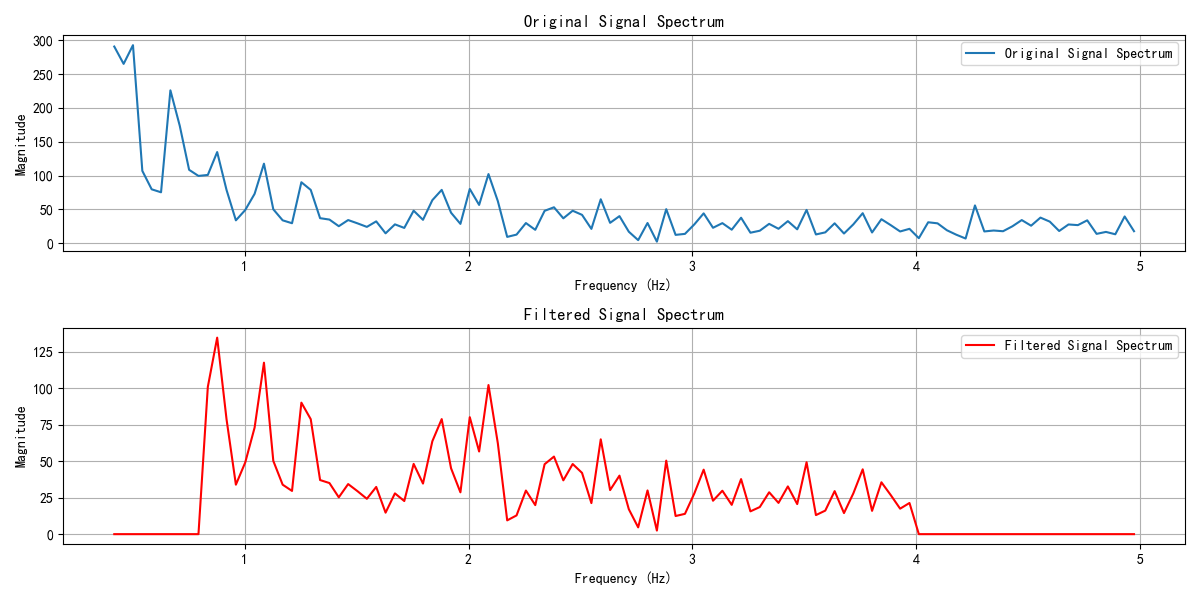 Original Signal Spectrum
300
250
200
150
100
50
0
Magnitude
Original Signal Spectrum
1
2
3
4
5
Frequency (Hz)
Filtered Signal Spectrum
125
100
75
50
25
0
Magnitude
Filtered Signal Spectrum
1
2
3
4
5
Frequency (Hz)